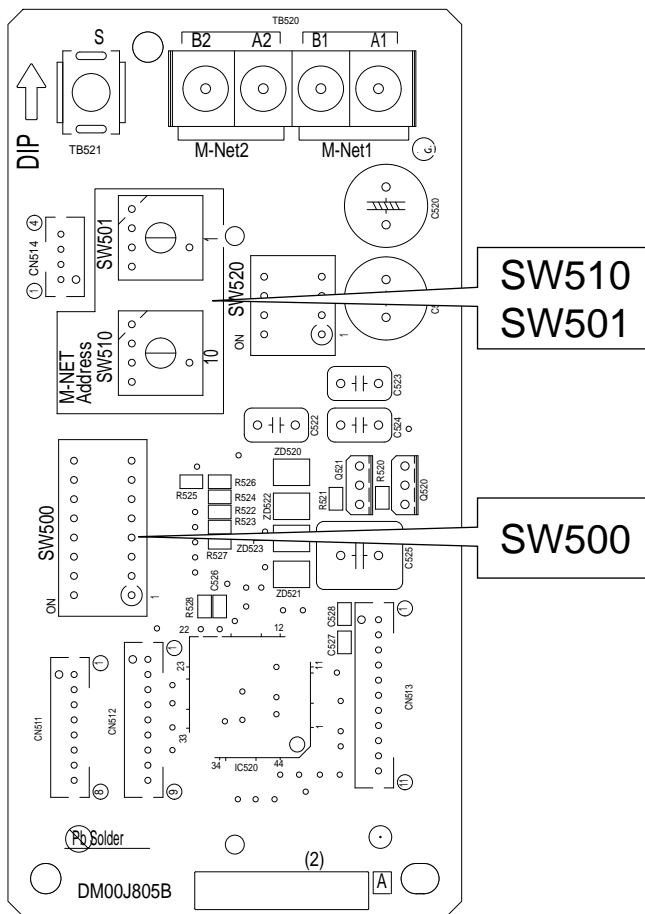 TB520
S
B2
A2
B1
A1
DIP
TB521
M-Net2
M-Net1
G.
C520
CN514
4
1
SW501
1
SW520
ON
1
SW510
SW501
M-NET
Address
SW510
10
C523
C522
C524
ZD520
Q521
R520
Q520
R525
R526
R524
R522
R523
R527
ZD522
R521
ZD523
C525
SW500
ON
1
SW500
ZD521
R528
C526
C528
C527
1
22
12
23
11
33
1
34
44
IC520
CN511
1
8
CN512
1
9
CN513
11
Pb Solder
(2)
A
DM00J805B